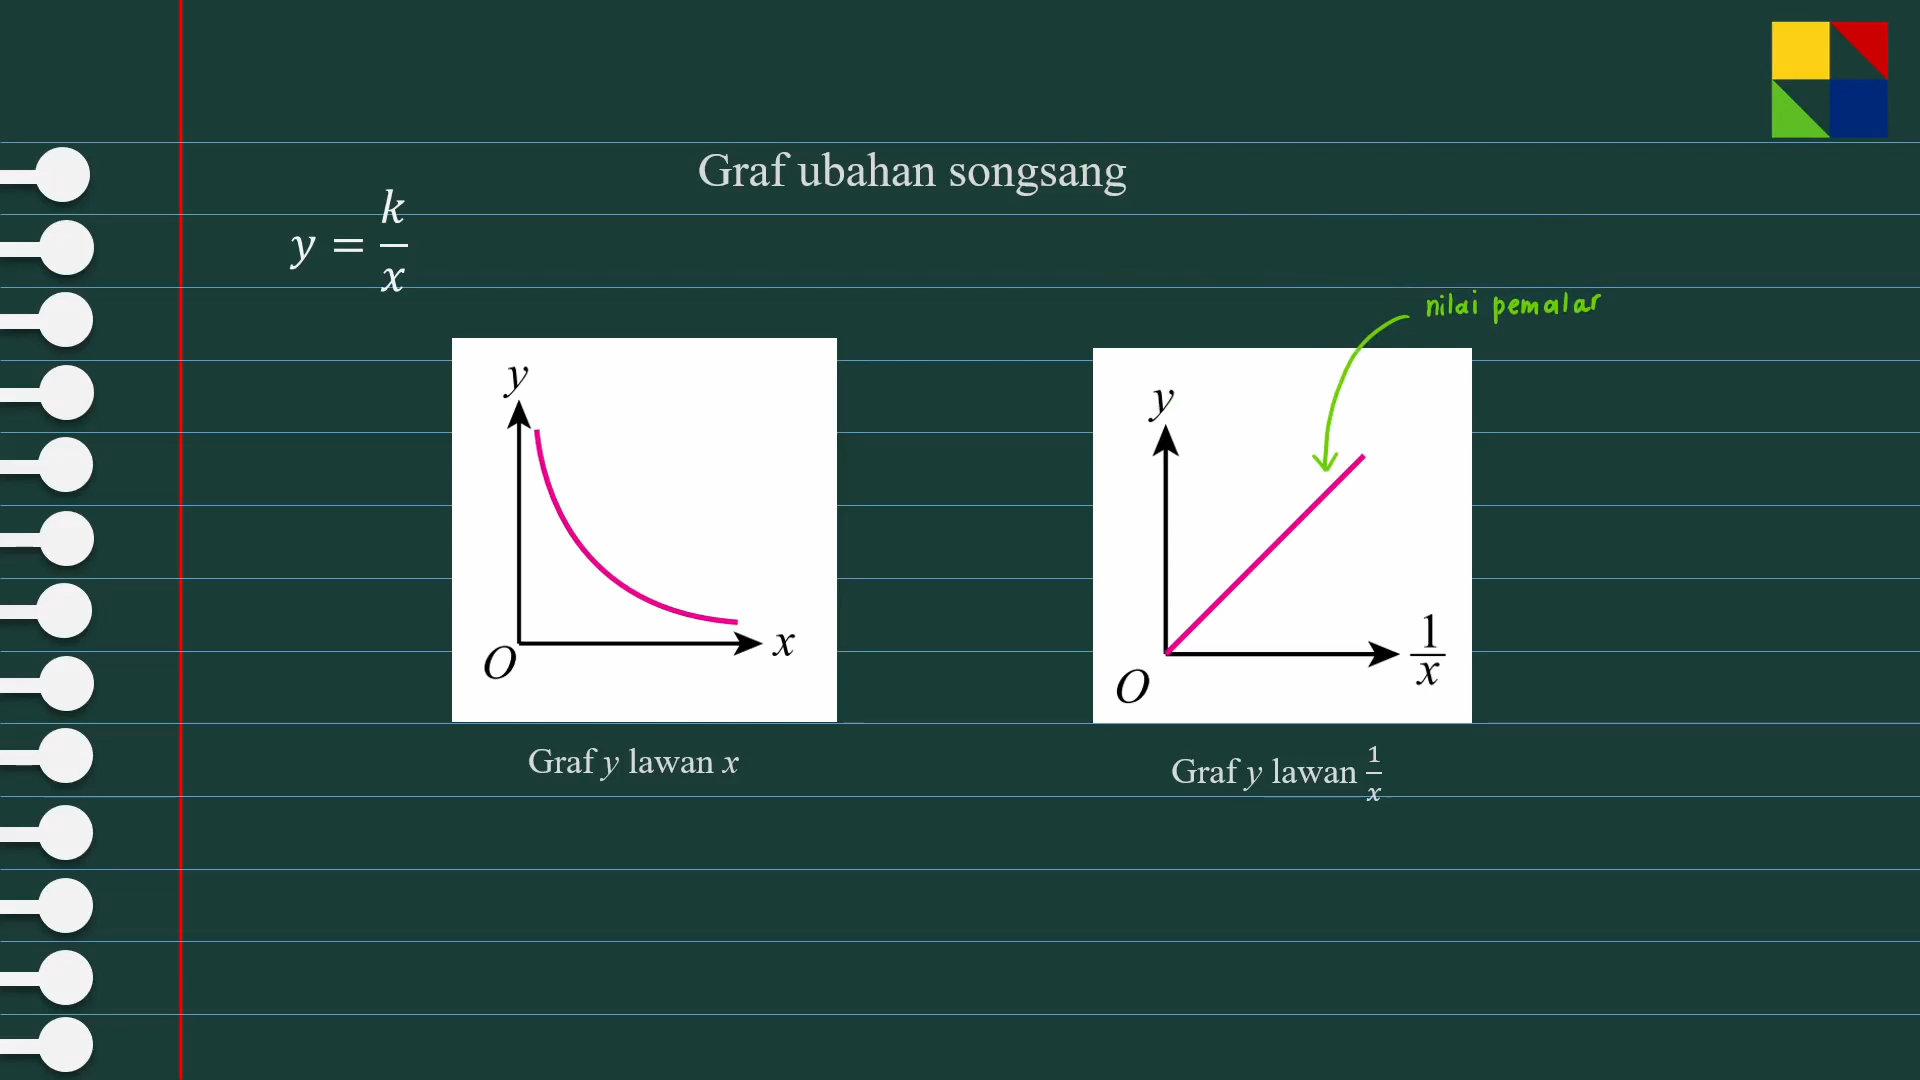 Graf ubahan songsang
y = k/x
nilai pemalar
y
O
x
y
O
1/x
Graf y lawan x
Graf y lawan 1/x